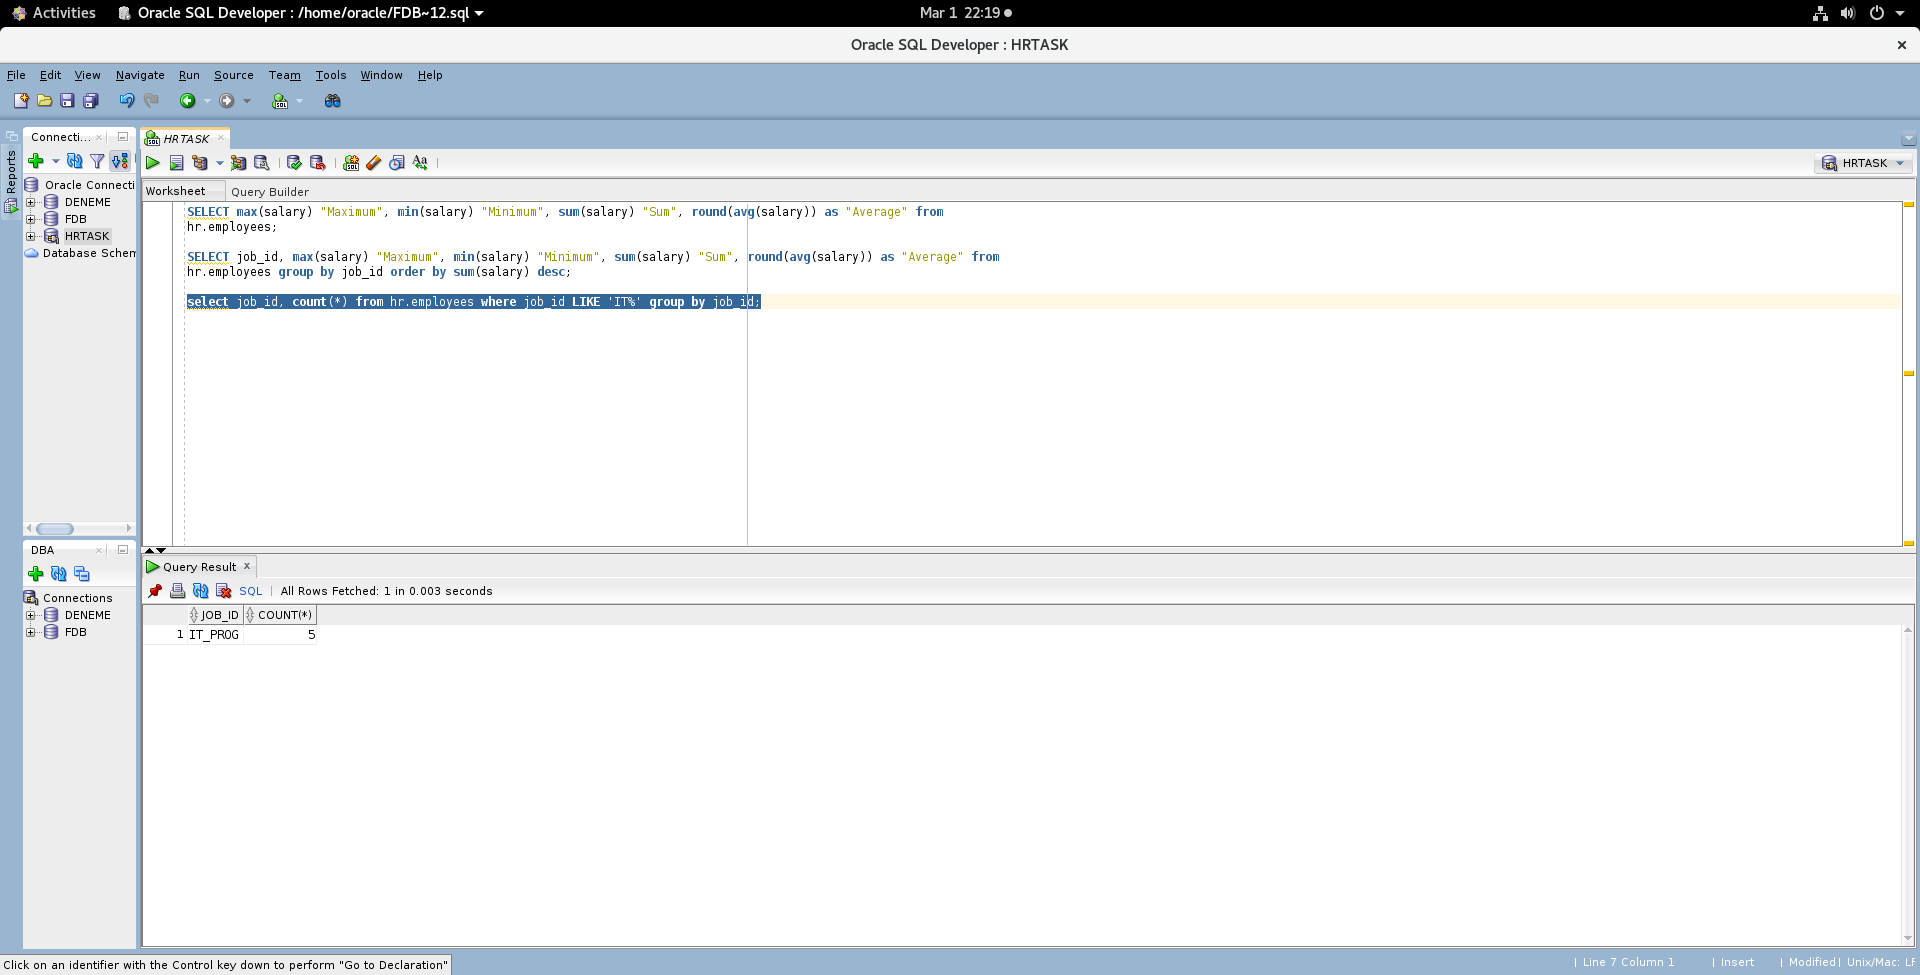 Activities
Oracle SQL Developer : /home/oracle/FDB~12.sql
Mar 1 22:19
Oracle SQL Developer : HRTASK
File Edit View Navigate Run Source Team Tools Window Help
Reports
Connecti...
Oracle Connecti
DENEME
FDB
HRTASK
Database Schem
DBA
Connections
DENEME
FDB
HRTASK
HRTASK
Worksheet Query Builder
SELECT max(salary) "Maximum", min(salary) "Minimum", sum(salary) "Sum", round(avg(salary)) as "Average" from
hr.employees;
SELECT job_id, max(salary) "Maximum", min(salary) "Minimum", sum(salary) "Sum", round(avg(salary)) as "Average" from
hr.employees group by job_id order by sum(salary) desc;
select job_id, count(*) from hr.employees where job_id LIKE 'IT%' group by job_id;
Query Result
SQL | All Rows Fetched: 1 in 0.003 seconds
JOB_ID COUNT(*)
1 IT_PROG 5
Click on an identifier with the Control key down to perform "Go to Declaration"
| Line 7 Column 1 | Insert | Modified | Unix/Mac: LF